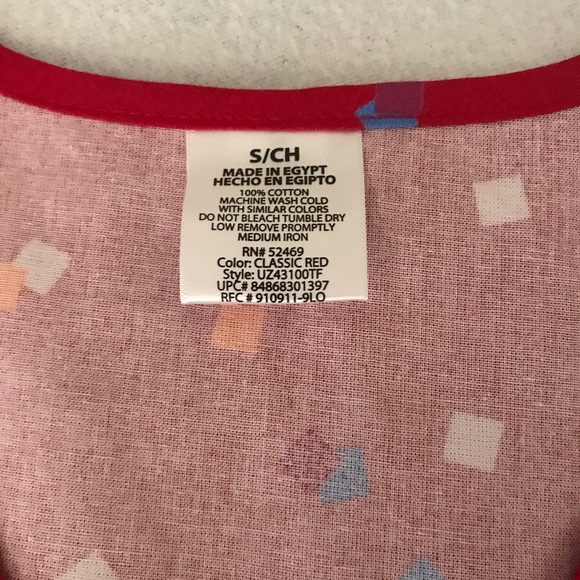 S/CH
MADE IN EGYPT
HECHO EN EGIPTO
100% COTTON
MACHINE WASH COLD
WITH SIMILAR COLORS
DO NOT BLEACH TUMBLE DRY
LOW REMOVE PROMPTLY
MEDIUM IRON
RN# 52469
Color: CLASSIC RED
Style: UZ43100TF
UPC# 84868301397
RFC # 910911-9LO